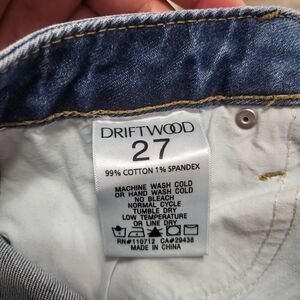 DRIFTWOOD
27
99% COTTON 1% SPANDEX
MACHINE WASH COLD
OR HAND WASH COLD
NO BLEACH
NORMAL CYCLE
TUMBLE DRY
LOW TEMPERATURE
OR LINE DRY
RN#110712 CA#29438
MADE IN CHINA